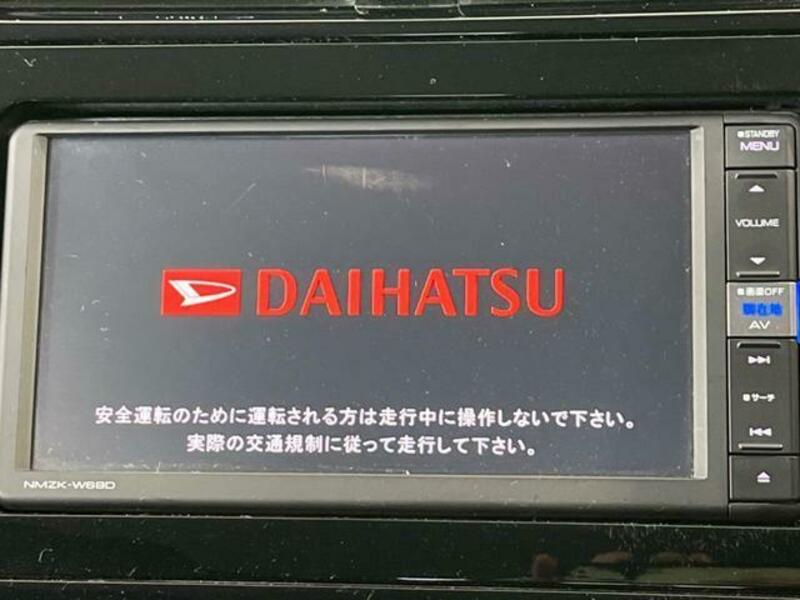 STANDBY
MENU
VOLUME
DAIHATSU
画面OFF
現在地
AV
サーチ
安全運転のために運転される方は走行中に操作しないで下さい。
実際の交通規制に従って走行して下さい。
NMZK-W69D